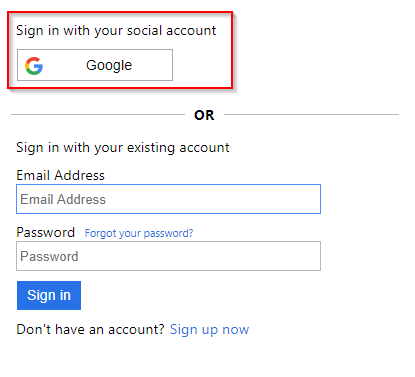 Sign in with your social account
Google
OR
Sign in with your existing account
Email Address
Email Address
Password Forgot your password?
Password
Sign in
Don't have an account? Sign up now